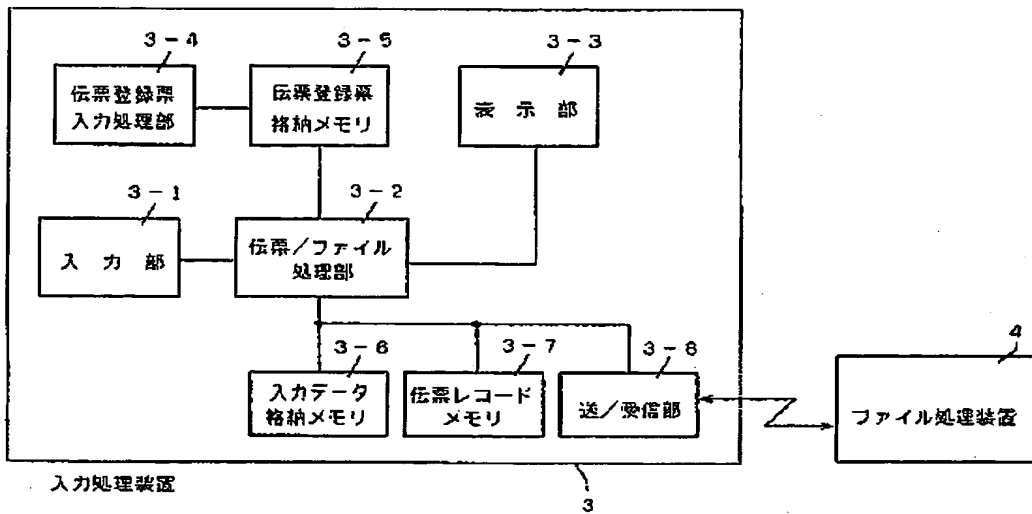 3-4
3-5
3-3
伝票登録票
入力処理部
伝票登録票
格納メモリ
表示部
3-1
3-2
入力部
伝票／ファイル
処理部
3-6
3-7
3-8
4
入力データ
格納メモリ
伝票レコード
メモリ
送／受信部
ファイル処理装置
入力処理装置
3